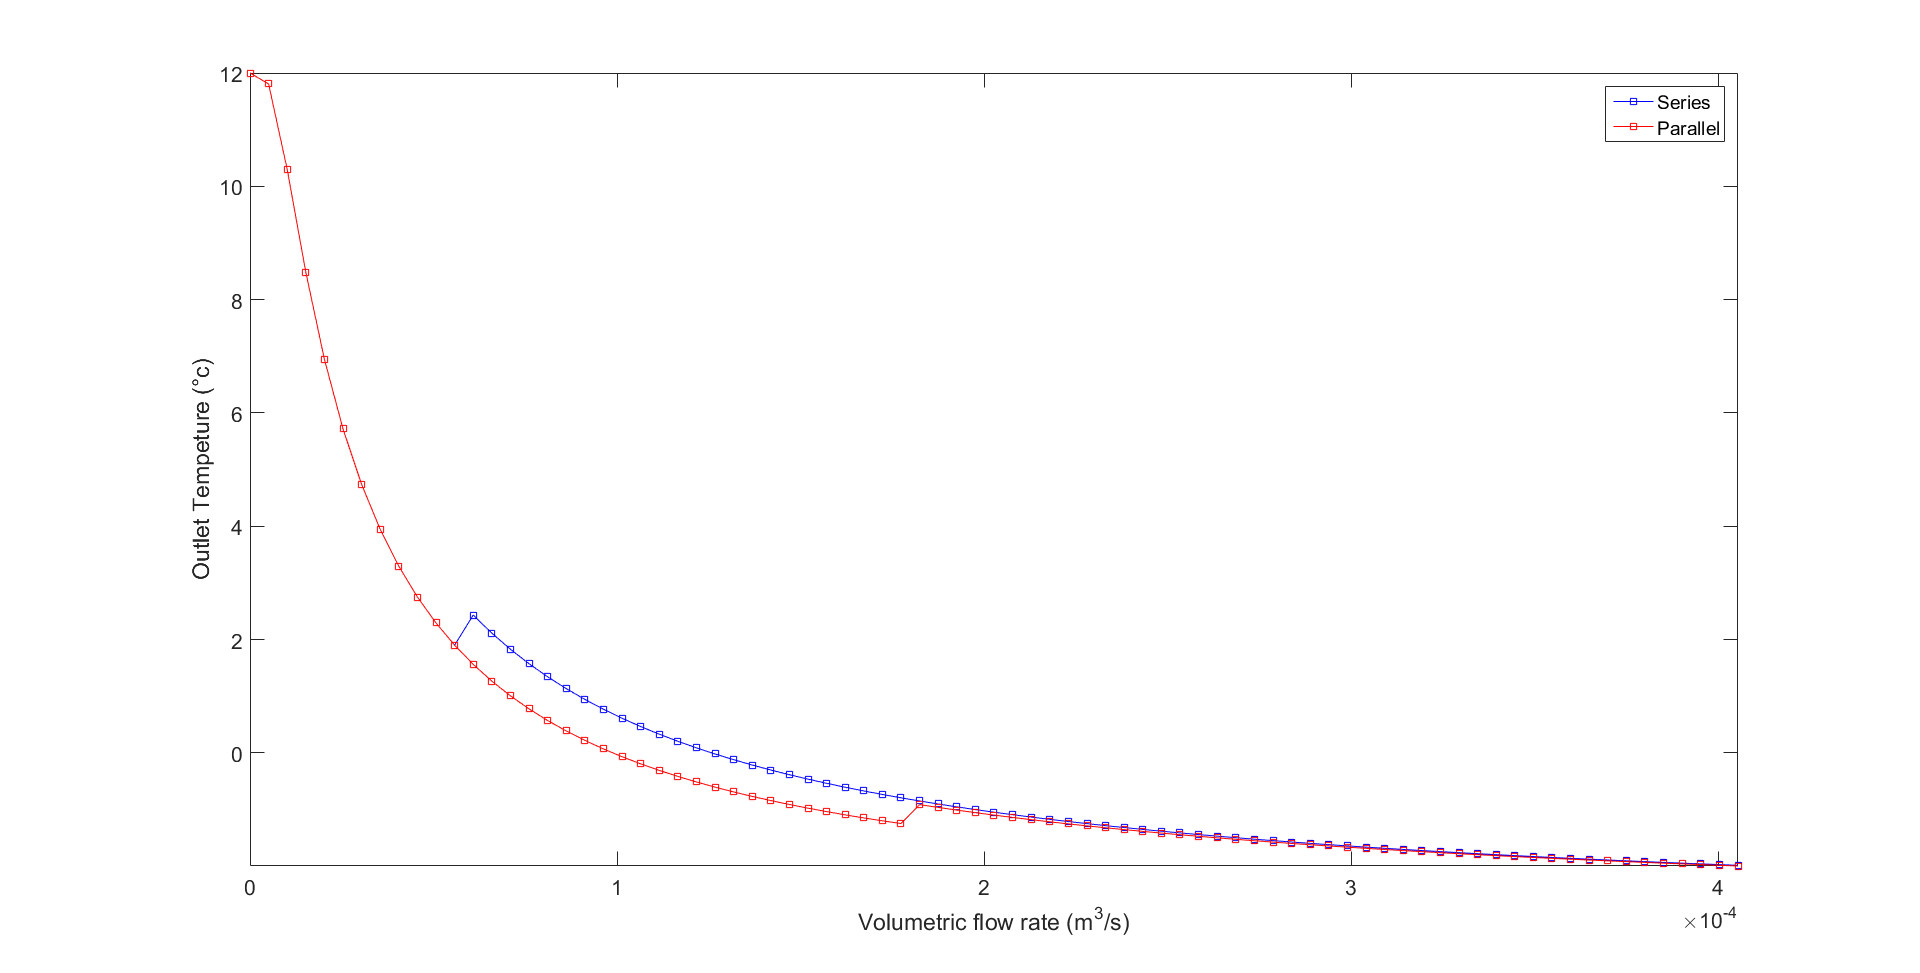 12
10
8
6
4
2
0
Outlet Tempeture (°c)
Series
Parallel
0 1 2 3 4
×10-4
Volumetric flow rate (m3/s)